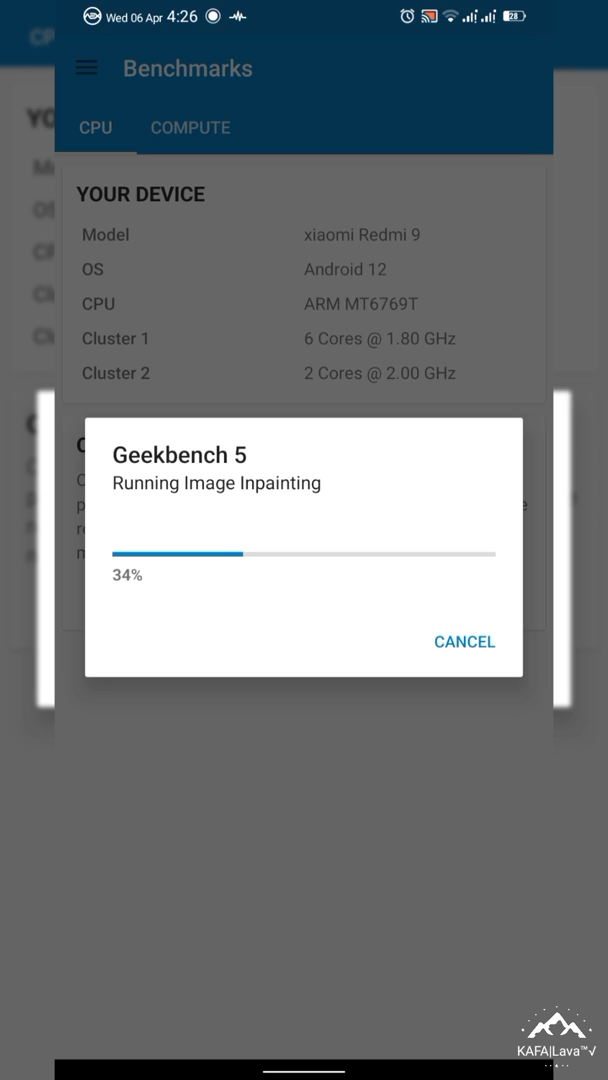 Wed 06 Apr 4:26
28
Benchmarks
CPU COMPUTE
YOUR DEVICE
Model xiaomi Redmi 9
OS Android 12
CPU ARM MT6769T
Cluster 1 6 Cores @ 1.80 GHz
Cluster 2 2 Cores @ 2.00 GHz
Geekbench 5
Running Image Inpainting
34%
CANCEL
KAFA|Lava™√